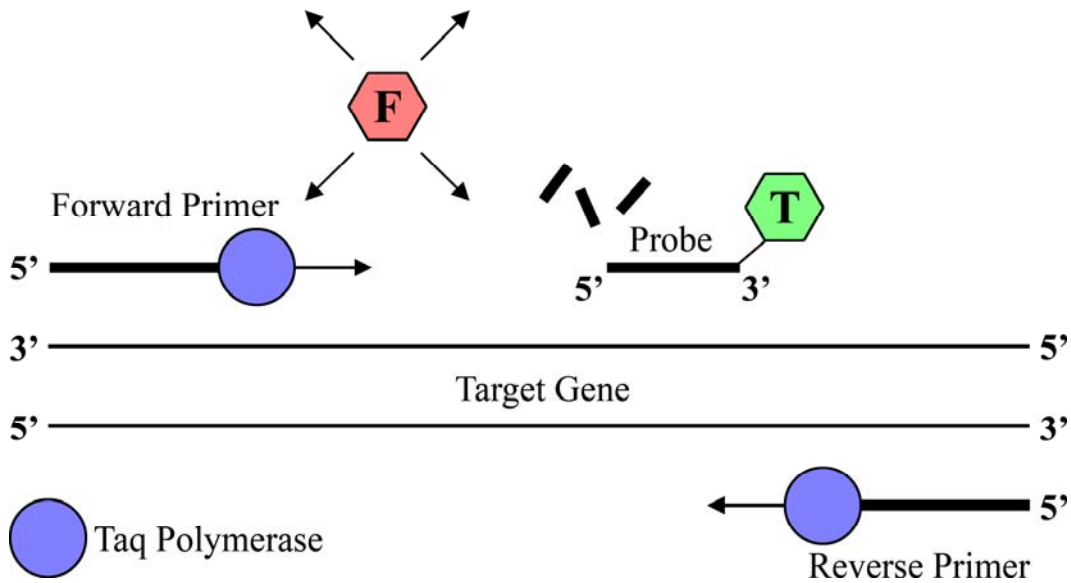 F
Forward Primer
Probe
T
5’
5’
3’
3’
5’
Target Gene
5’
3’
5’
Taq Polymerase
Reverse Primer